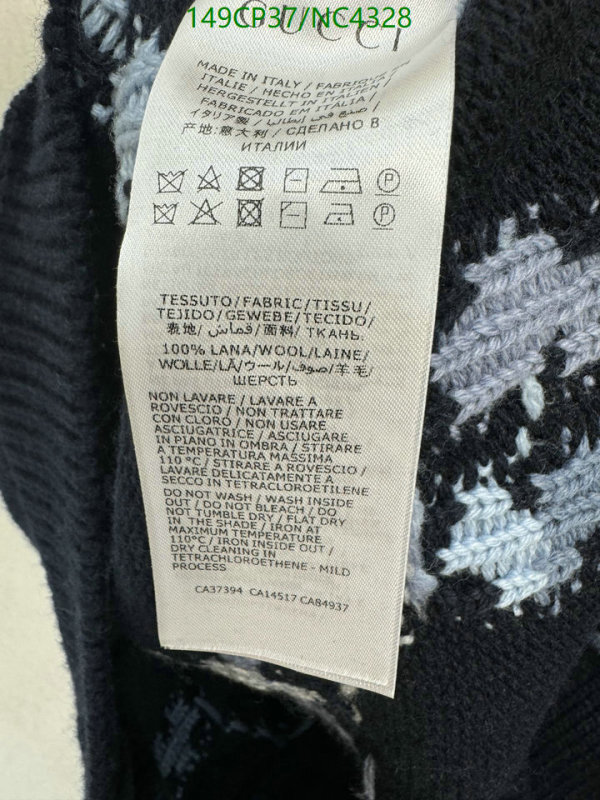 149CP37/NC4328
GUCCI
MADE IN ITALY / FABRIQUÉ EN
ITALIE / HECHO EN ITALIA /
HERGESTELLT IN ITALIEN /
FABRICADO EM ITÁLIA /
イタリア製 / صنع في ايطاليا /
产地:意大利 / СДЕЛАНО В
ИТАЛИИ
P
P
TESSUTO/FABRIC/TISSU/
TEJIDO/GEWEBE/TECIDO/
表地/ قماش/面料/ ТКАНЬ:
100% LANA/WOOL/LAINE/
WOLLE/LÃ/ウール/صوف/羊毛/
ШЕРСТЬ
NON LAVARE / LAVARE A
ROVESCIO / NON TRATTARE
CON CLORO / NON USARE
ASCIUGATRICE / ASCIUGARE
IN PIANO IN OMBRA / STIRARE
A TEMPERATURA MASSIMA
110 °C / STIRARE A ROVESCIO /
LAVARE DELICATAMENTE A
SECCO IN TETRACLOROETILENE
DO NOT WASH / WASH INSIDE
OUT / DO NOT BLEACH / DO
NOT TUMBLE DRY / FLAT DRY
IN THE SHADE / IRON AT
MAXIMUM TEMPERATURE
110°C / IRON INSIDE OUT /
DRY CLEANING IN
TETRACHLOROETHENE - MILD
PROCESS
CA37394 CA14517 CA84937